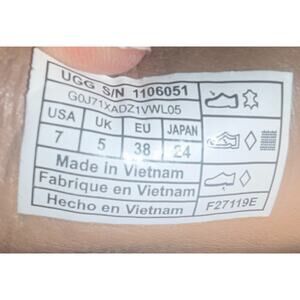 UGG S/N 1106051
G0J71XADZ1VWL05
USA UK EU JAPAN
7 5 38 24
Made in Vietnam
Fabrique en Vietnam
Hecho en Vietnam
F27119E